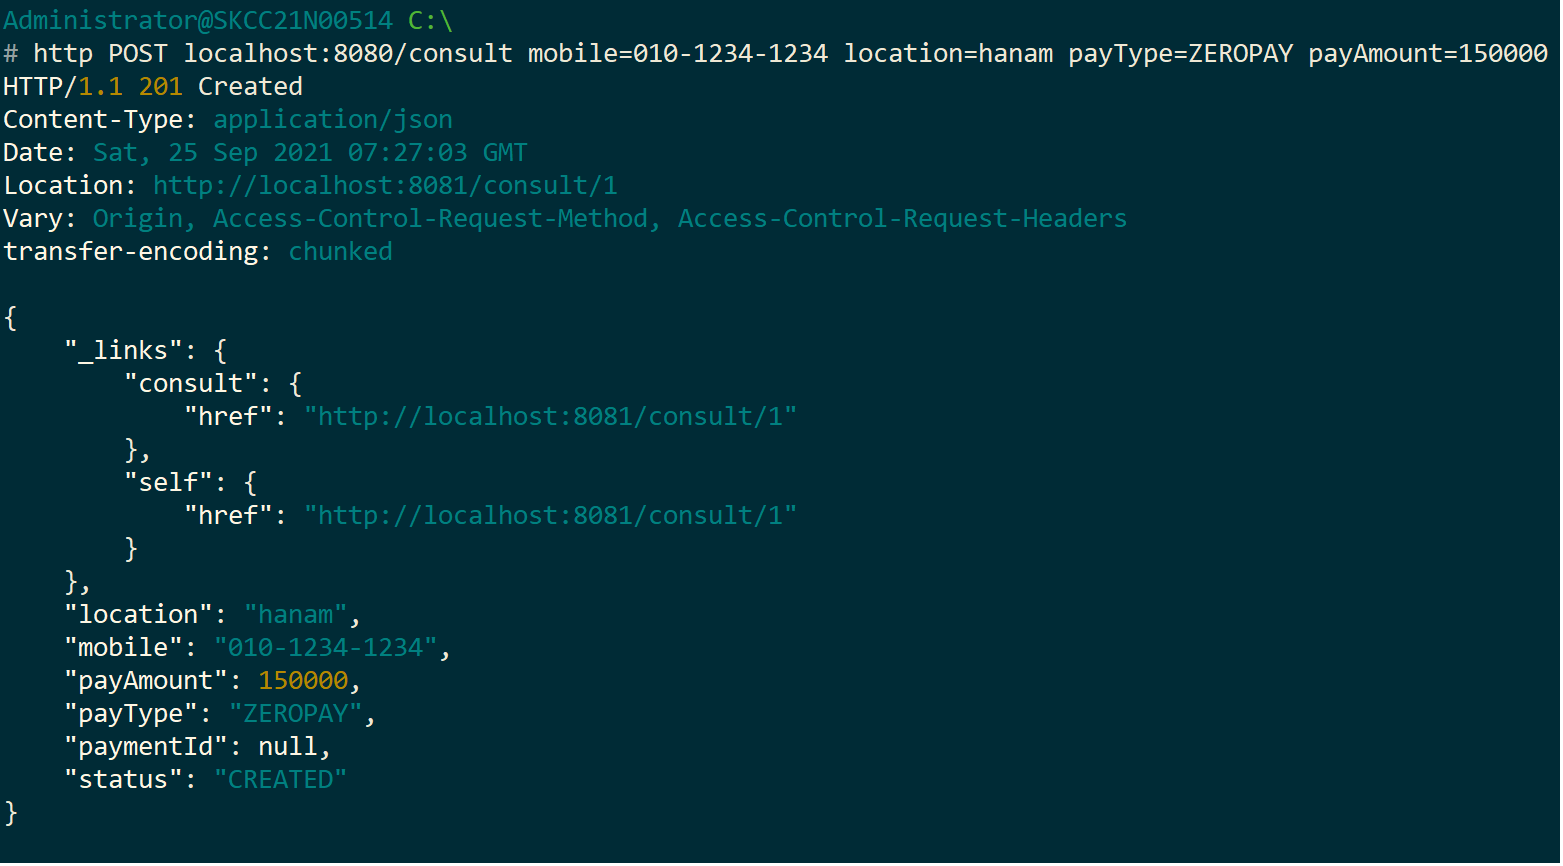 Administrator@SKCC21N00514 C:\
# http POST localhost:8080/consult mobile=010-1234-1234 location=hanam payType=ZEROPAY payAmount=150000
HTTP/1.1 201 Created
Content-Type: application/json
Date: Sat, 25 Sep 2021 07:27:03 GMT
Location: http://localhost:8081/consult/1
Vary: Origin, Access-Control-Request-Method, Access-Control-Request-Headers
transfer-encoding: chunked

{
    "_links": {
        "consult": {
            "href": "http://localhost:8081/consult/1"
        },
        "self": {
            "href": "http://localhost:8081/consult/1"
        }
    },
    "location": "hanam",
    "mobile": "010-1234-1234",
    "payAmount": 150000,
    "payType": "ZEROPAY",
    "paymentId": null,
    "status": "CREATED"
}